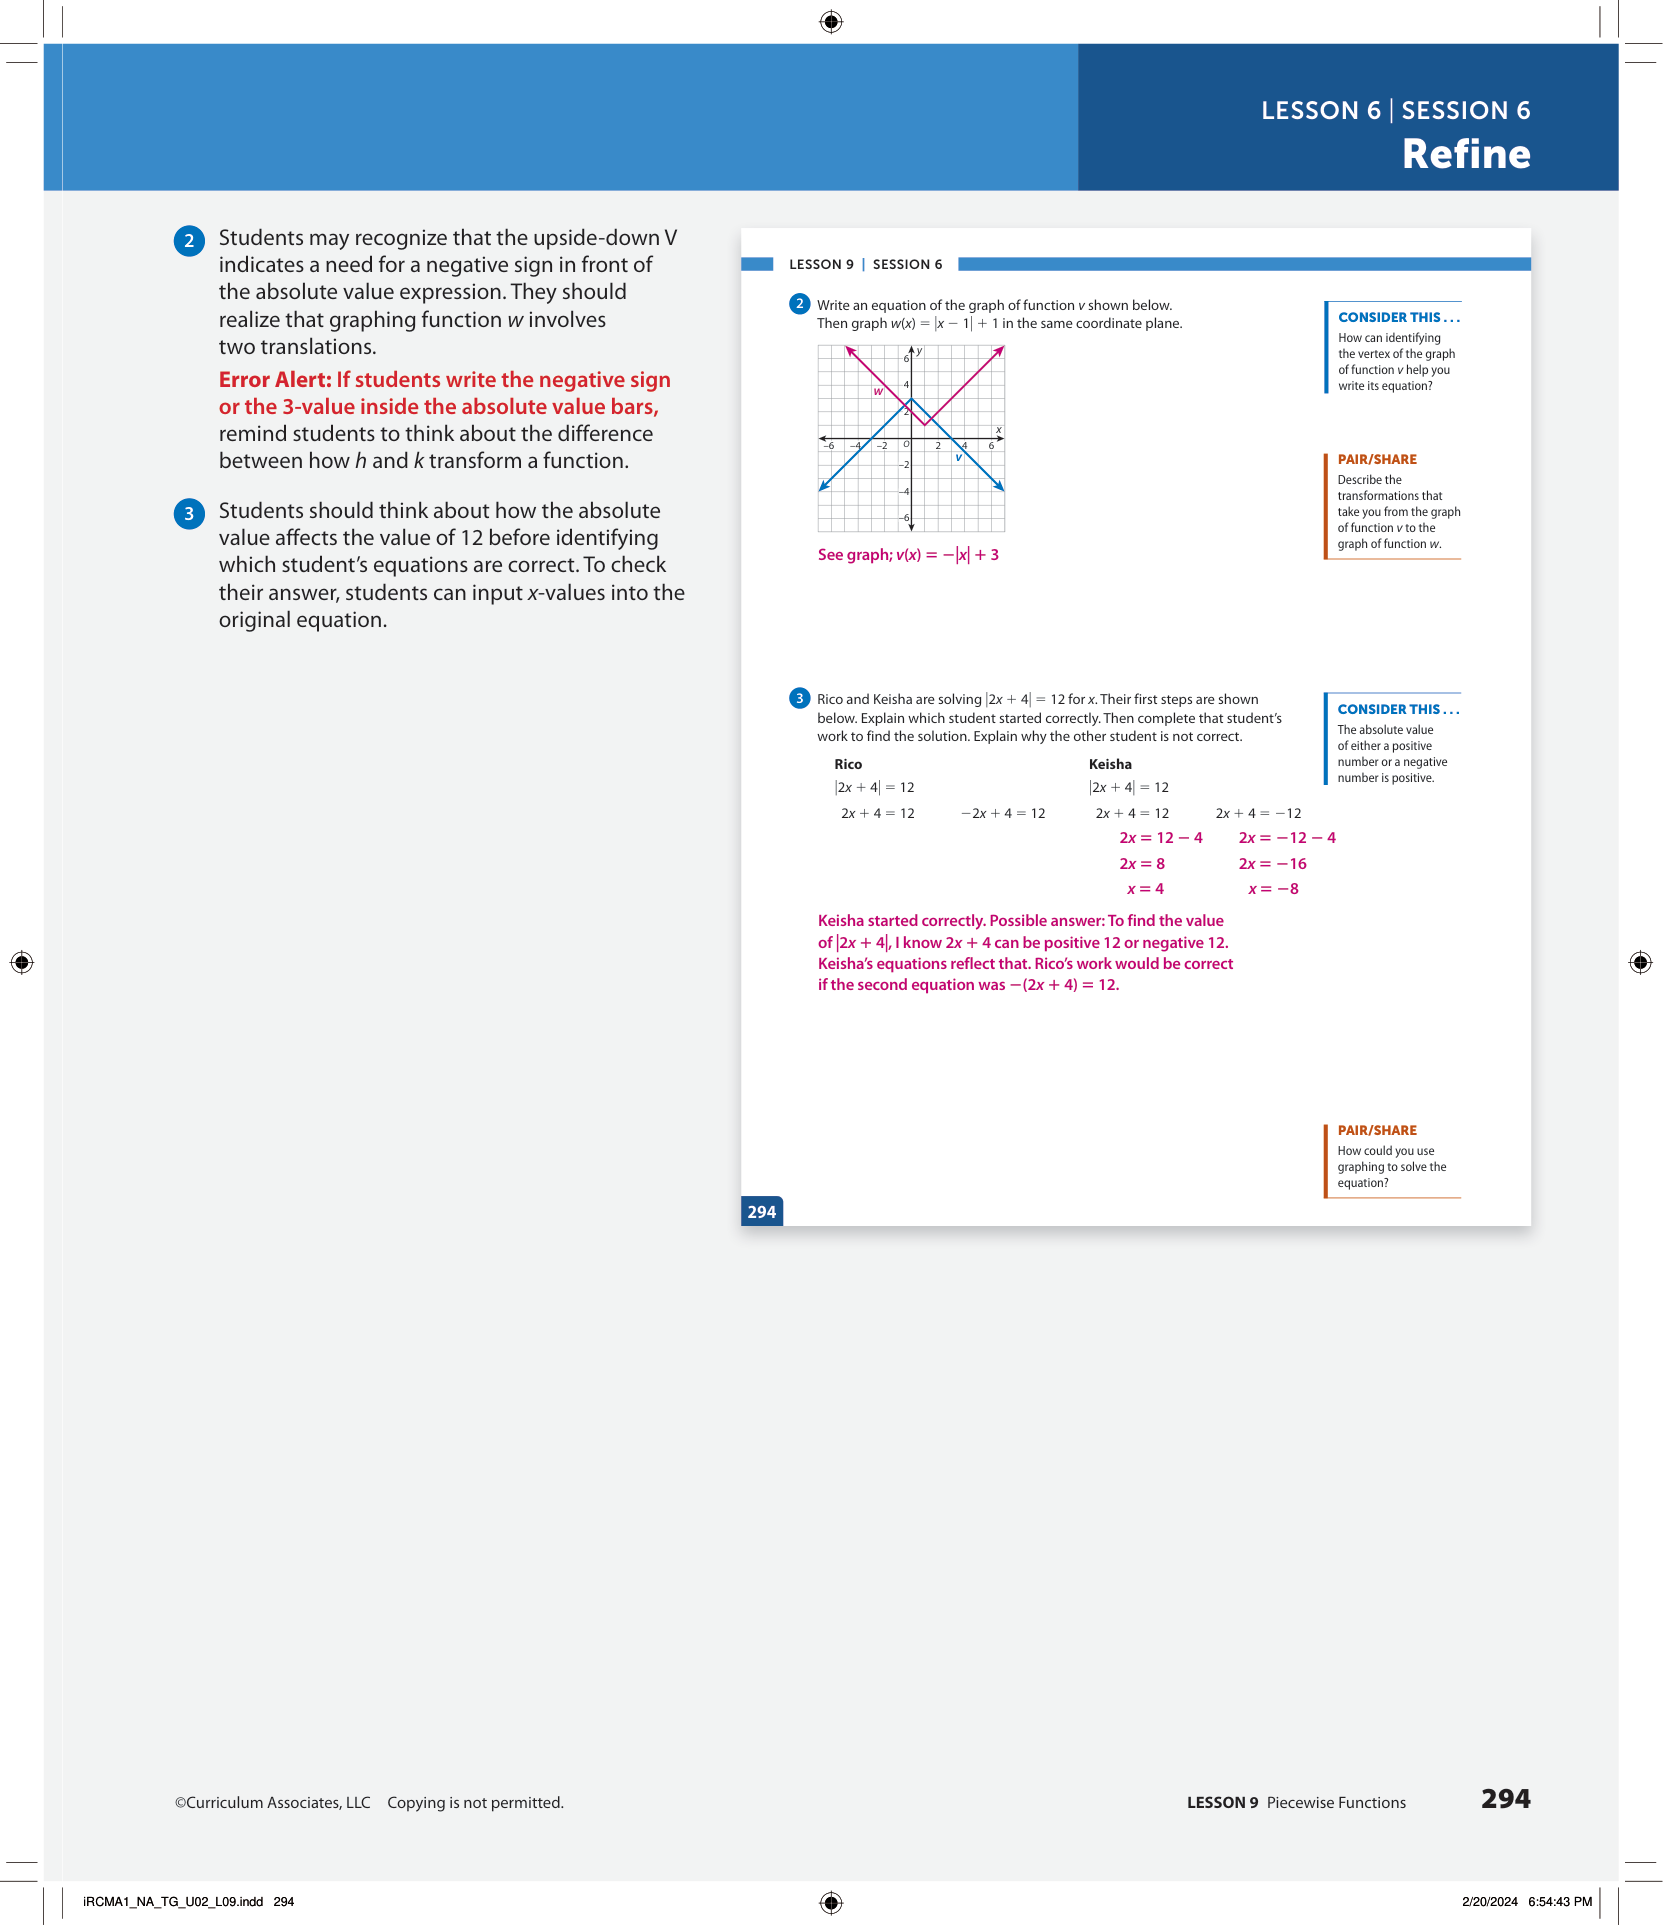 LESSON 6 | SESSION 6
Refine
2 Students may recognize that the upside-down V
indicates a need for a negative sign in front of
the absolute value expression. They should
realize that graphing function w involves
two translations.
Error Alert: If students write the negative sign
or the 3-value inside the absolute value bars,
remind students to think about the difference
between how h and k transform a function.
3 Students should think about how the absolute
value affects the value of 12 before identifying
which student's equations are correct. To check
their answer, students can input x-values into the
original equation.
LESSON 9 | SESSION 6
2 Write an equation of the graph of function v shown below.
Then graph w(x) = |x − 1| + 1 in the same coordinate plane.
y
6
4
w
2
x
−6 −4 −2 O 2 4 6
v
−2
−4
−6
See graph; v(x) = −|x| + 3
CONSIDER THIS . . .
How can identifying
the vertex of the graph
of function v help you
write its equation?
PAIR/SHARE
Describe the
transformations that
take you from the graph
of function v to the
graph of function w.
3 Rico and Keisha are solving |2x + 4| = 12 for x. Their first steps are shown
below. Explain which student started correctly. Then complete that student's
work to find the solution. Explain why the other student is not correct.
Rico Keisha
|2x + 4| = 12 |2x + 4| = 12
2x + 4 = 12 −2x + 4 = 12 2x + 4 = 12 2x + 4 = −12
2x = 12 − 4 2x = −12 − 4
2x = 8 2x = −16
x = 4 x = −8
Keisha started correctly. Possible answer: To find the value
of |2x + 4|, I know 2x + 4 can be positive 12 or negative 12.
Keisha's equations reflect that. Rico's work would be correct
if the second equation was −(2x + 4) = 12.
CONSIDER THIS . . .
The absolute value
of either a positive
number or a negative
number is positive.
PAIR/SHARE
How could you use
graphing to solve the
equation?
294
©Curriculum Associates, LLC Copying is not permitted.
LESSON 9 Piecewise Functions 294
iRCMA1_NA_TG_U02_L09.indd 294
2/20/2024 6:54:43 PM